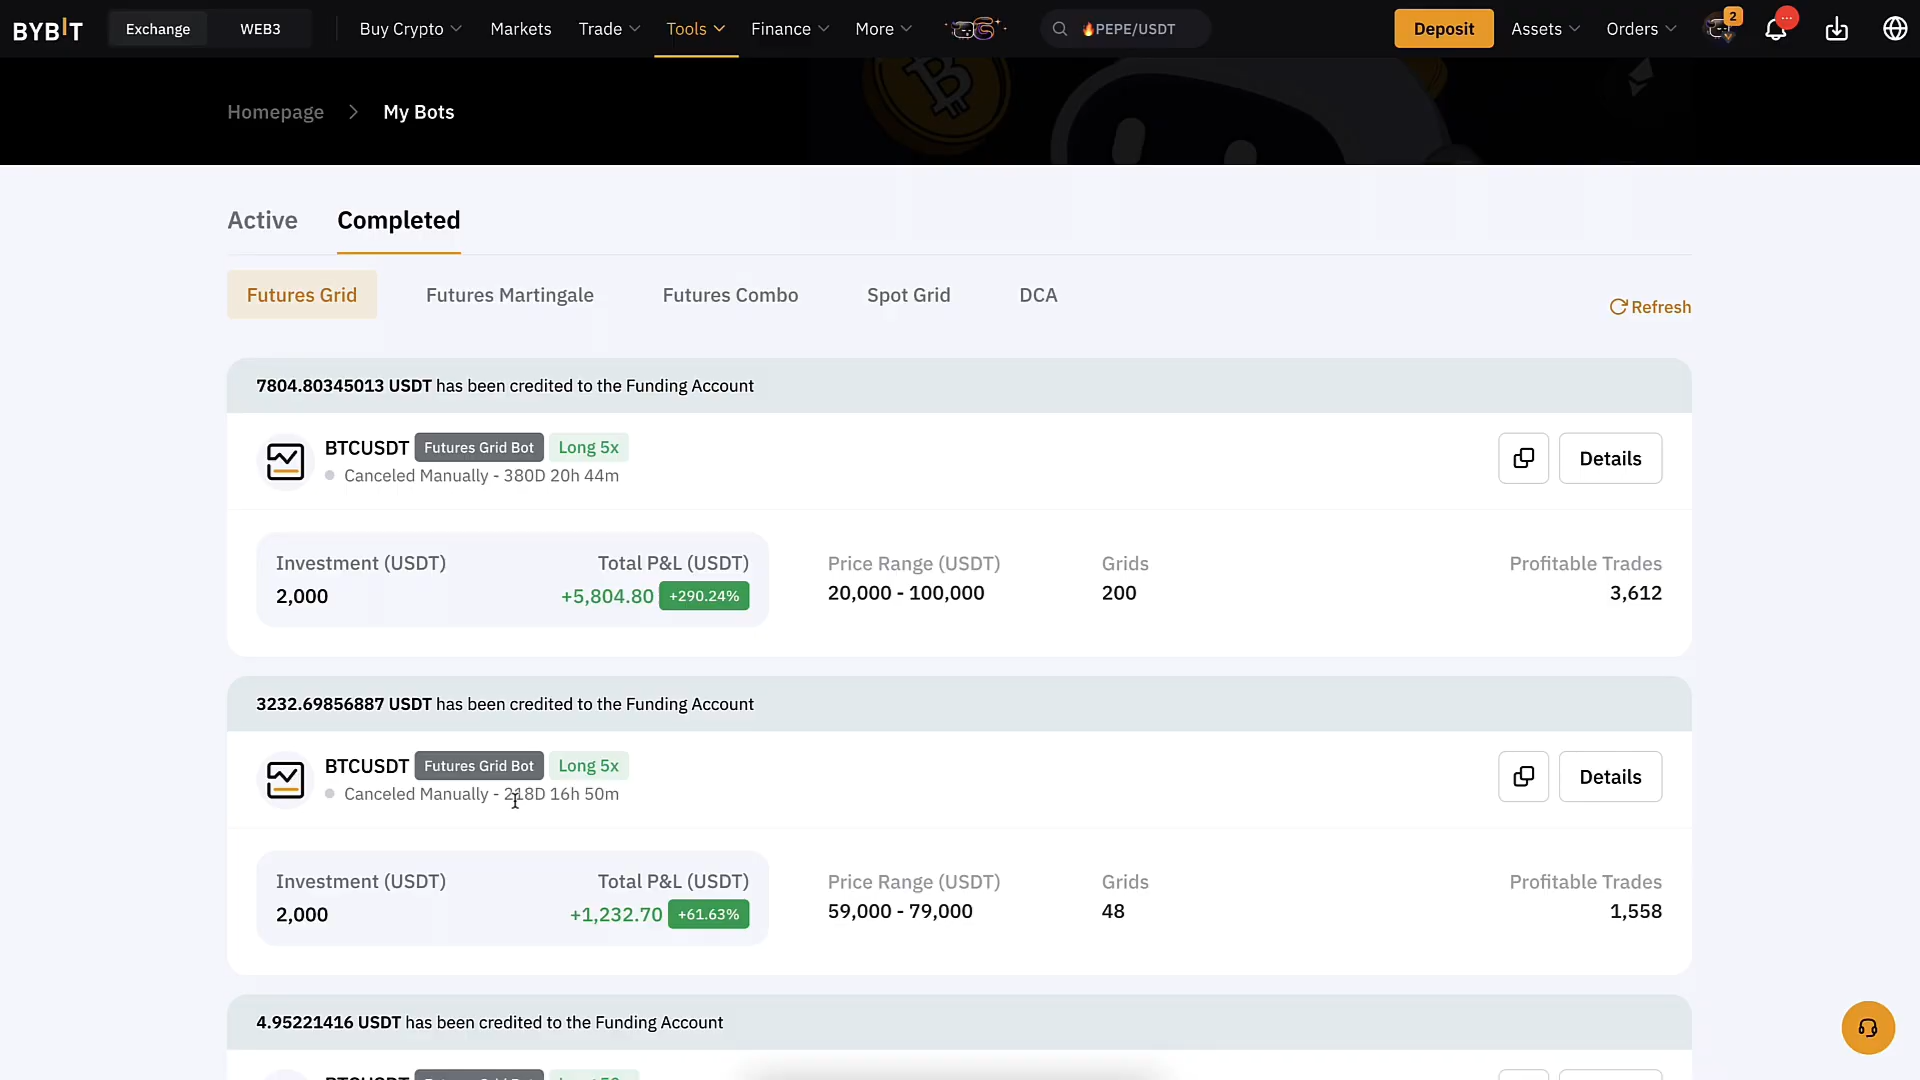 BYBIT Exchange WEB3 Buy Crypto Markets Trade Tools Finance More PEPE/USDT Deposit Assets Orders 2
Homepage > My Bots
Active Completed
Futures Grid Futures Martingale Futures Combo Spot Grid DCA
Refresh
7804.80345013 USDT has been credited to the Funding Account
BTCUSDT Futures Grid Bot Long 5x
Canceled Manually - 380D 20h 44m
Details
Investment (USDT) Total P&L (USDT) Price Range (USDT) Grids Profitable Trades
2,000 +5,804.80 +290.24% 20,000 - 100,000 200 3,612
3232.69856887 USDT has been credited to the Funding Account
BTCUSDT Futures Grid Bot Long 5x
Canceled Manually - 218D 16h 50m
Details
Investment (USDT) Total P&L (USDT) Price Range (USDT) Grids Profitable Trades
2,000 +1,232.70 +61.63% 59,000 - 79,000 48 1,558
4.95221416 USDT has been credited to the Funding Account